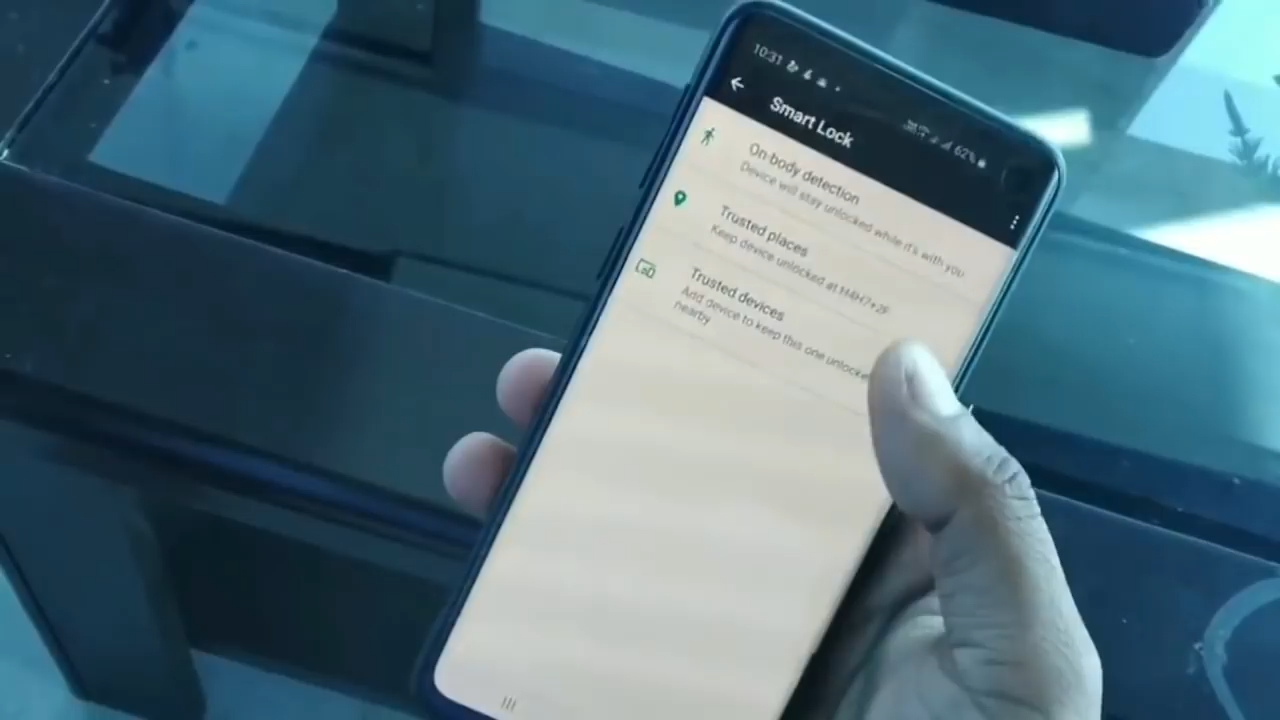 10:31
62%
Smart Lock
On-body detection
Device will stay unlocked while it's with you
Trusted places
Keep device unlocked at
Trusted devices
Add device to keep this one
nearby